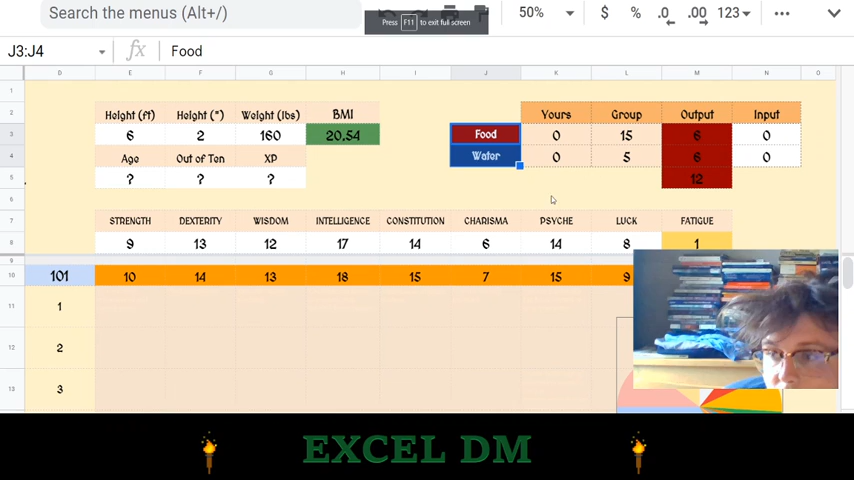 Search the menus (Alt+/)
Press F11 to exit full screen
50% $ % .0 .00 123
J3:J4 fx Food
D E F G H I J K L M N O
1
2 Height (ft) Height (") Weight (lbs) BMI Yours Group Output Input
3 6 2 160 20.54 Food 0 15 6 0
4 Age Out of Ten XP Water 0 5 6 0
5 ? ? ? 12
6
7 STRENGTH DEXTERITY WISDOM INTELLIGENCE CONSTITUTION CHARISMA PSYCHE LUCK FATIGUE
8 9 13 12 17 14 6 14 8 1
9
10 101 10 14 13 18 15 7 15 9
11 1
12 2
13 3
EXCEL DM